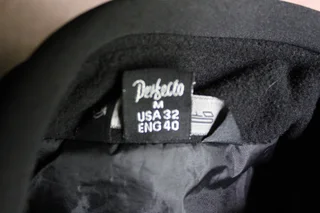 Perfecto
M
USA 32
ENG 40